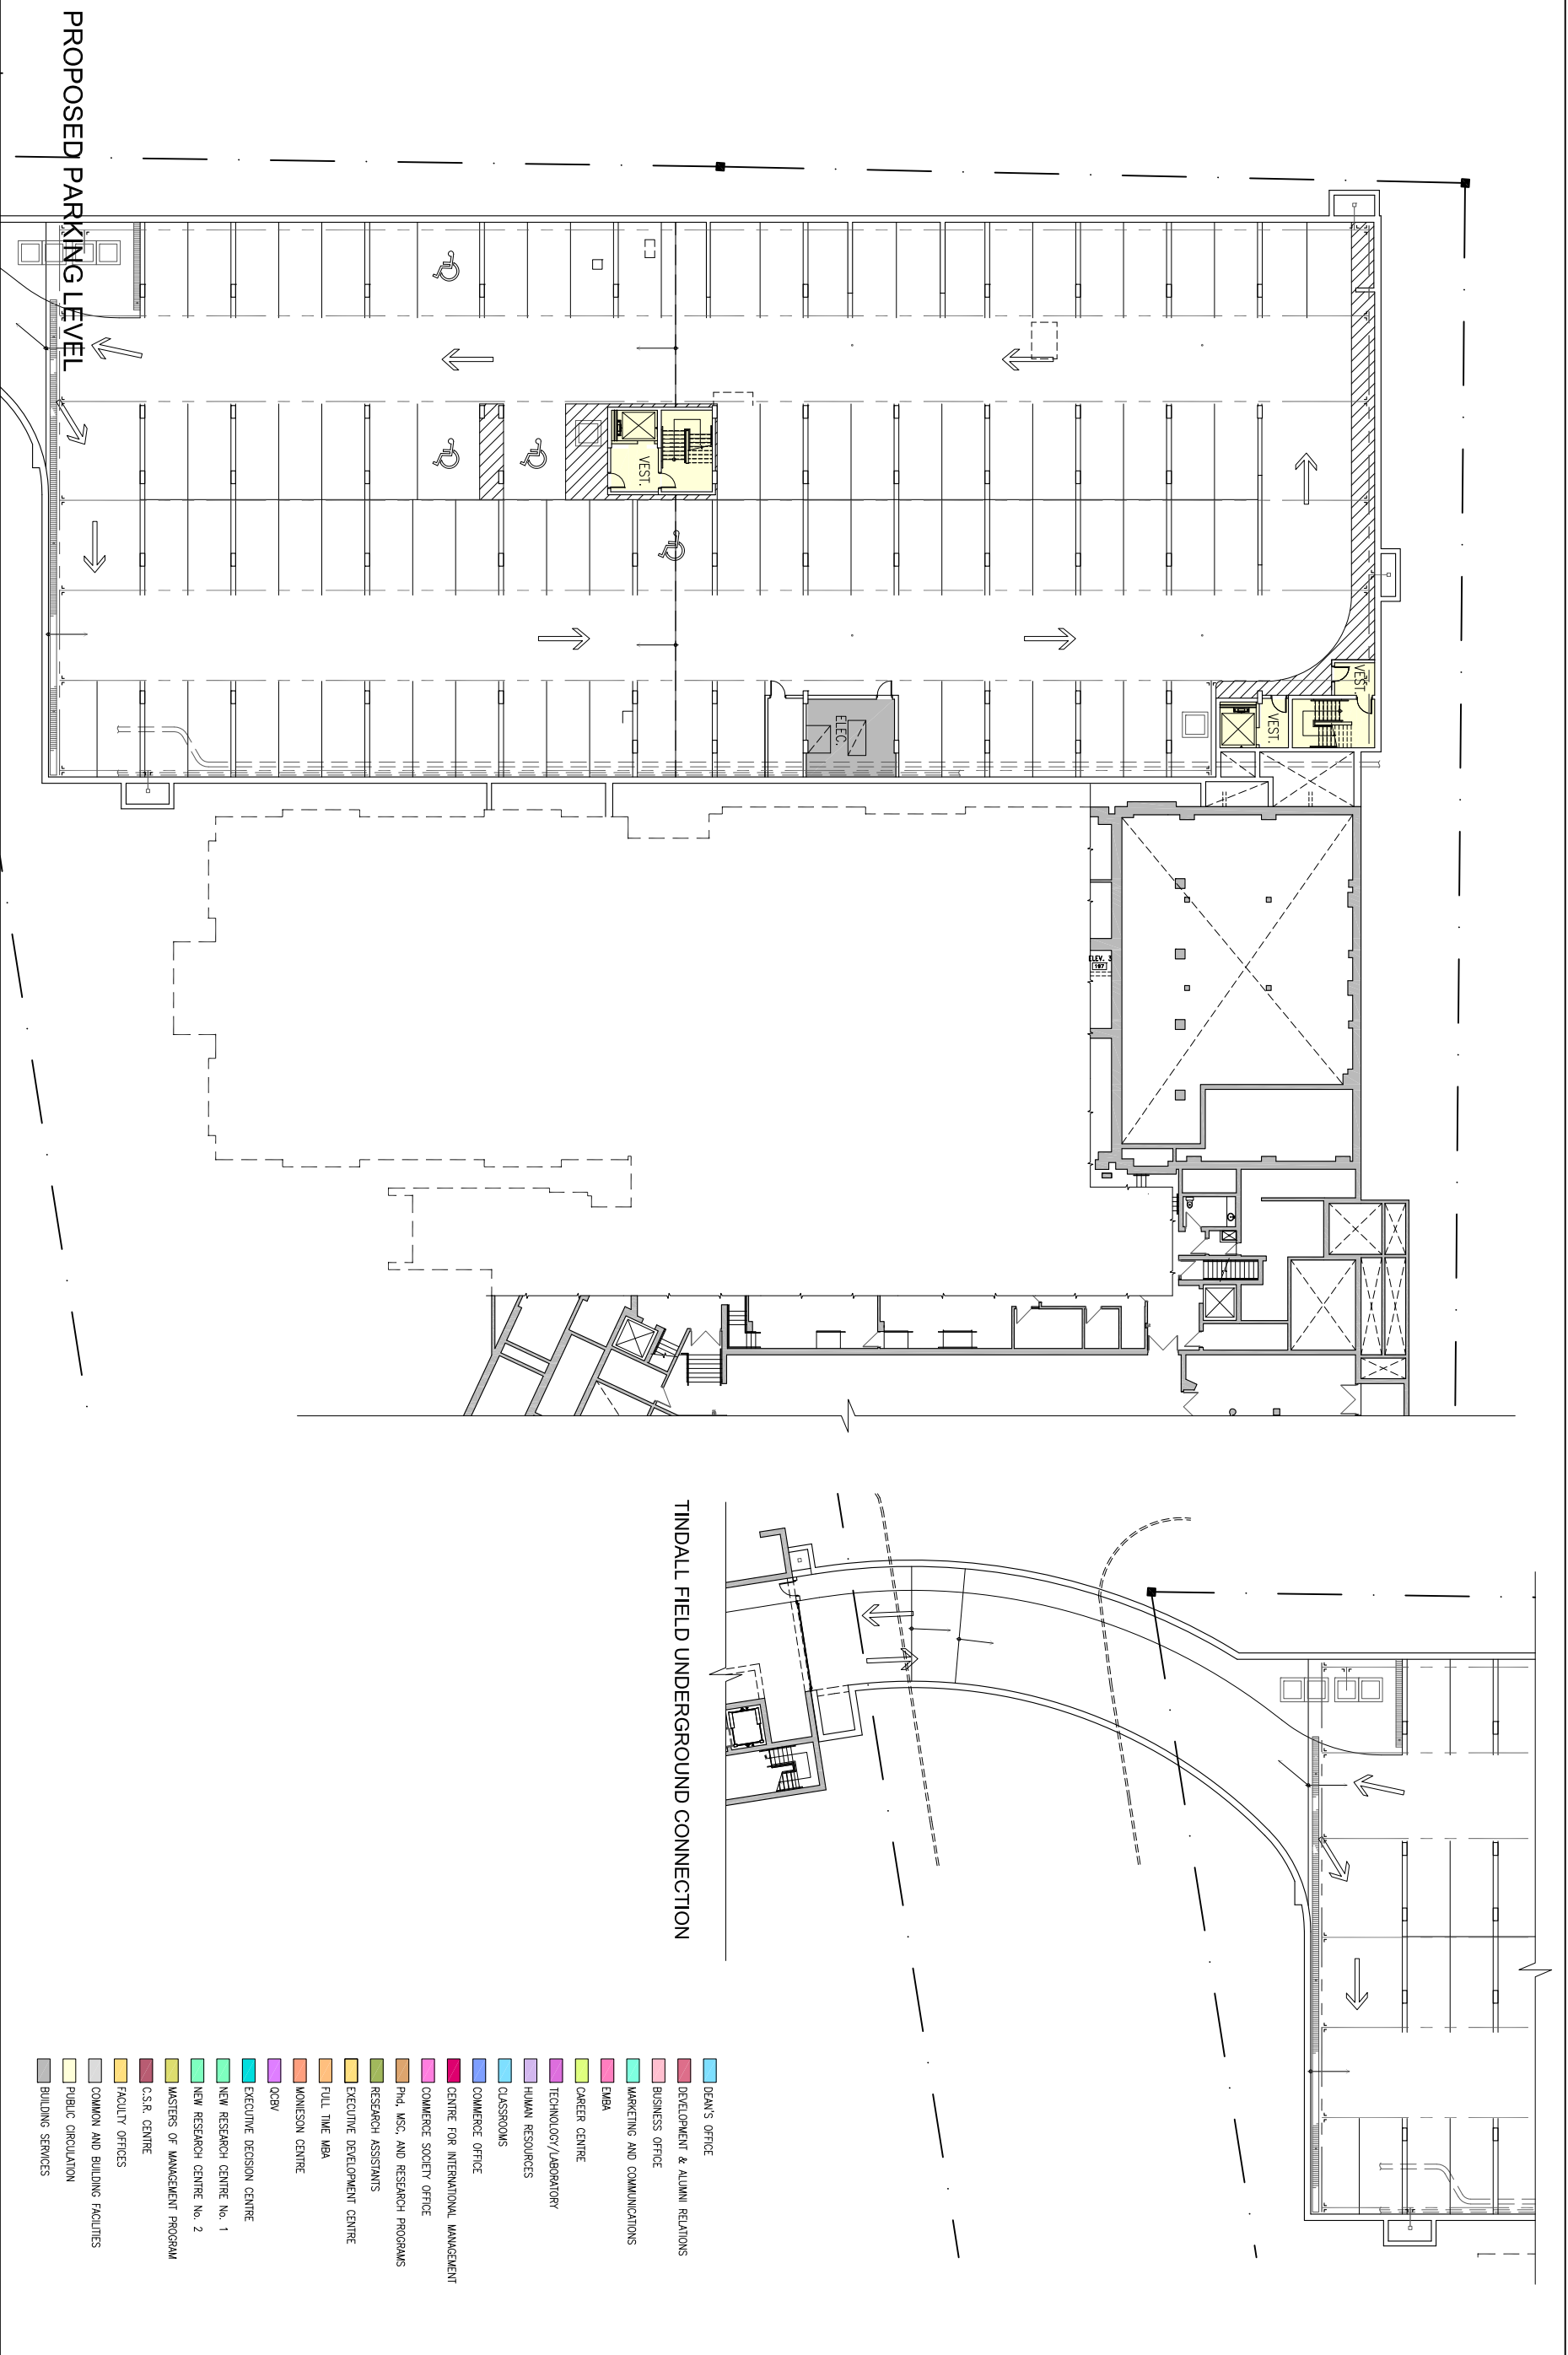 PROPOSED PARKING LEVEL
VEST.
VEST.
VEST.
ELEC.
ELEV. 3
197
TINDALL FIELD UNDERGROUND CONNECTION
DEAN'S OFFICE
DEVELOPMENT & ALUMNI RELATIONS
BUSINESS OFFICE
MARKETING AND COMMUNICATIONS
EMBA
CAREER CENTRE
TECHNOLOGY/LABORATORY
HUMAN RESOURCES
CLASSROOMS
COMMERCE OFFICE
CENTRE FOR INTERNATIONAL MANAGEMENT
COMMERCE SOCIETY OFFICE
Phd, MSC, AND RESEARCH PROGRAMS
RESEARCH ASSISTANTS
EXECUTIVE DEVELOPMENT CENTRE
FULL TIME MBA
MONIESON CENTRE
QCBV
EXECUTIVE DECISION CENTRE
NEW RESEARCH CENTRE No. 1
NEW RESEARCH CENTRE No. 2
MASTERS OF MANAGEMENT PROGRAM
C.S.R. CENTRE
FACULTY OFFICES
COMMON AND BUILDING FACILITIES
PUBLIC CIRCULATION
BUILDING SERVICES